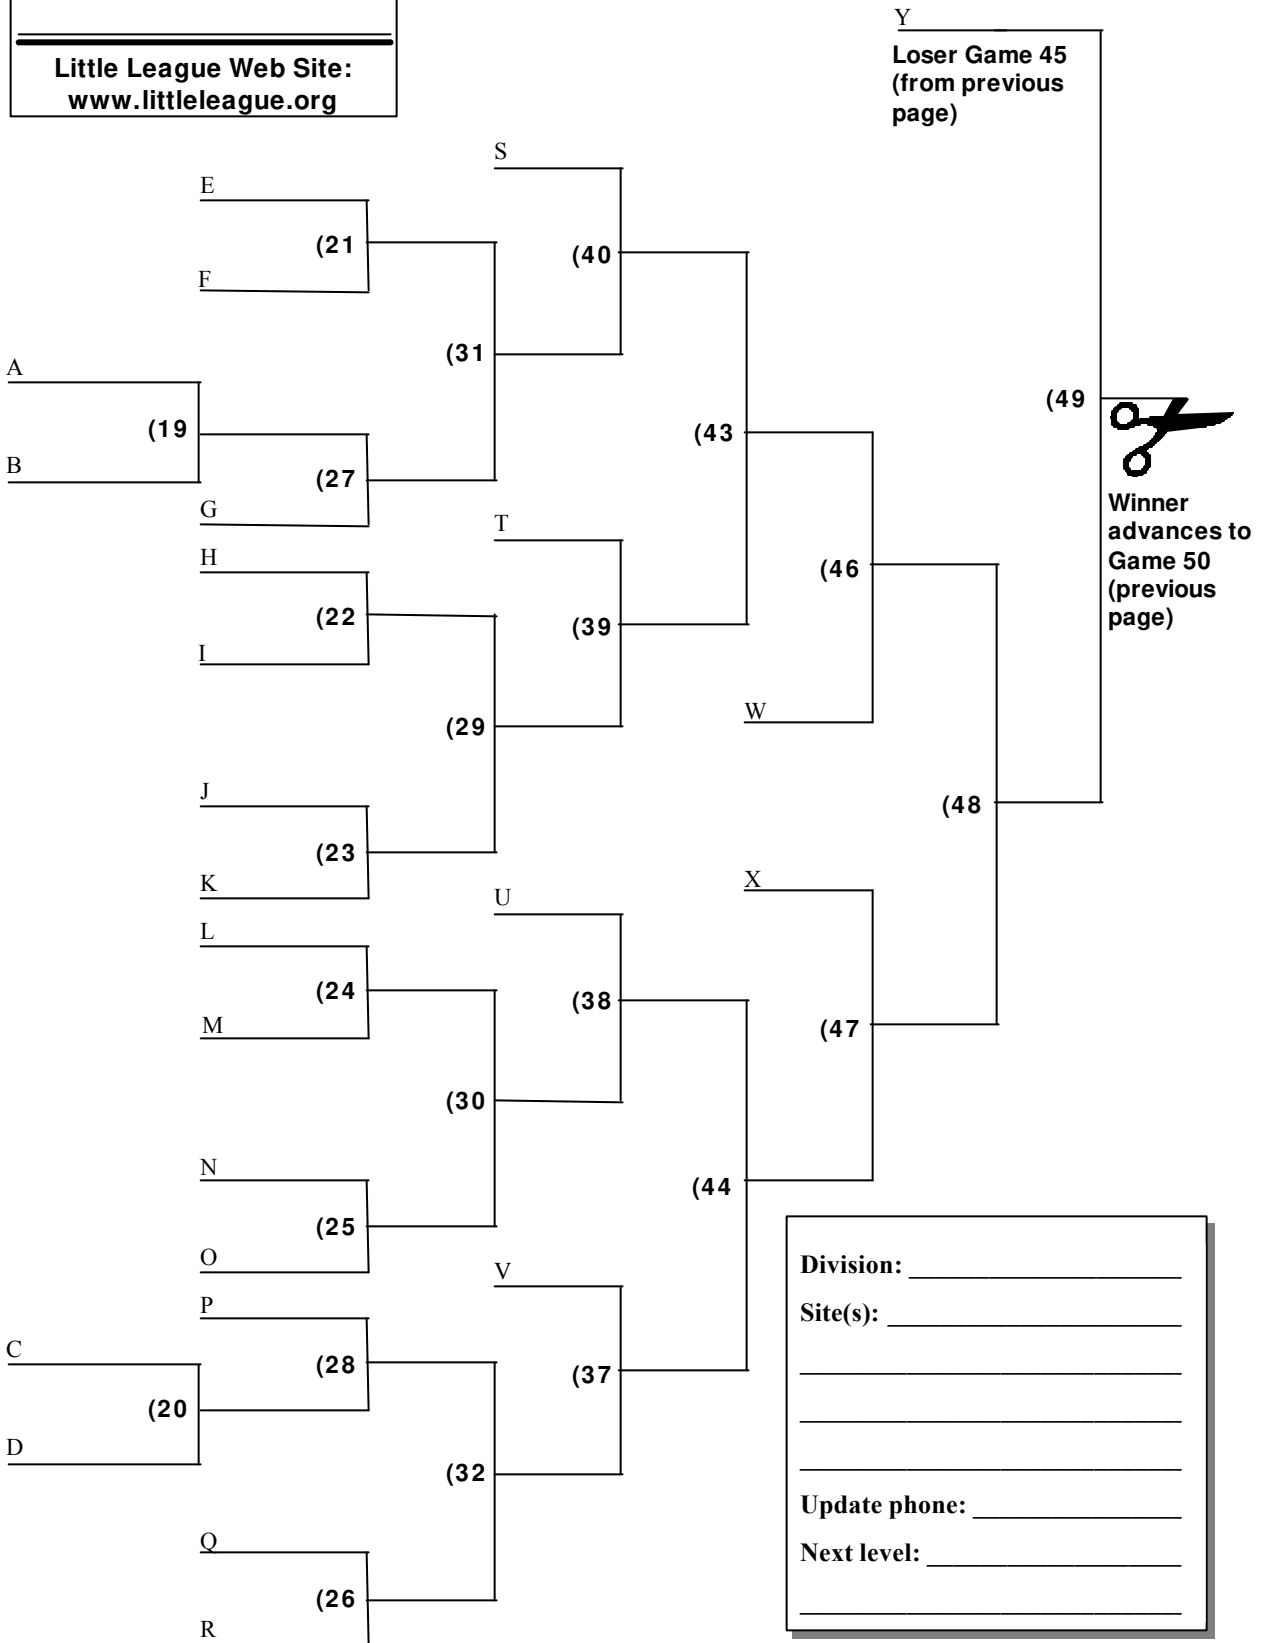 Little League Web Site:
www.littleleague.org
Y
Loser Game 45
(from previous
page)
S
E
(21
(40
F
(31
A
(49
(19
(43
B
(27
G
T
Winner
advances to
Game 50
(previous
page)
H
(46
(22
(39
I
W
(29
J
(48
(23
K
X
U
L
(24
(38
M
(47
(30
N
(44
(25
O
V
Division:
Site(s):
P
C
(28
(37
(20
D
(32
Update phone:
Next level:
Q
(26
R